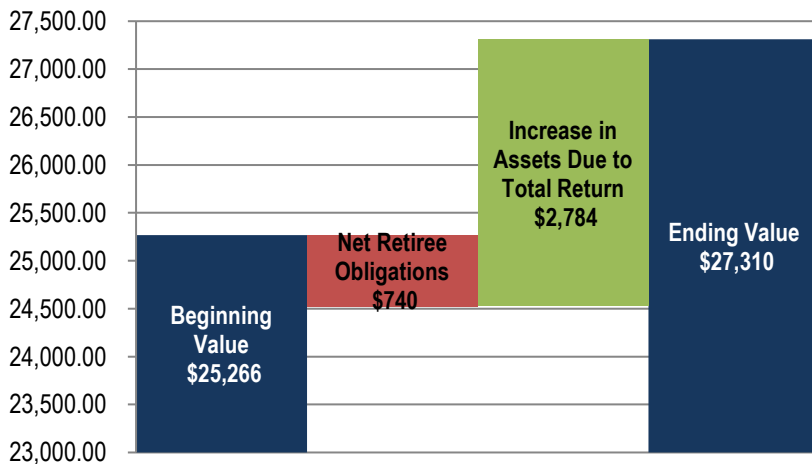 27,500.00
27,000.00
26,500.00
26,000.00
25,500.00
25,000.00
24,500.00
24,000.00
23,500.00
23,000.00
Beginning
Value
$25,266
Net Retiree
Obligations
$740
Increase in
Assets Due to
Total Return
$2,784
Ending Value
$27,310